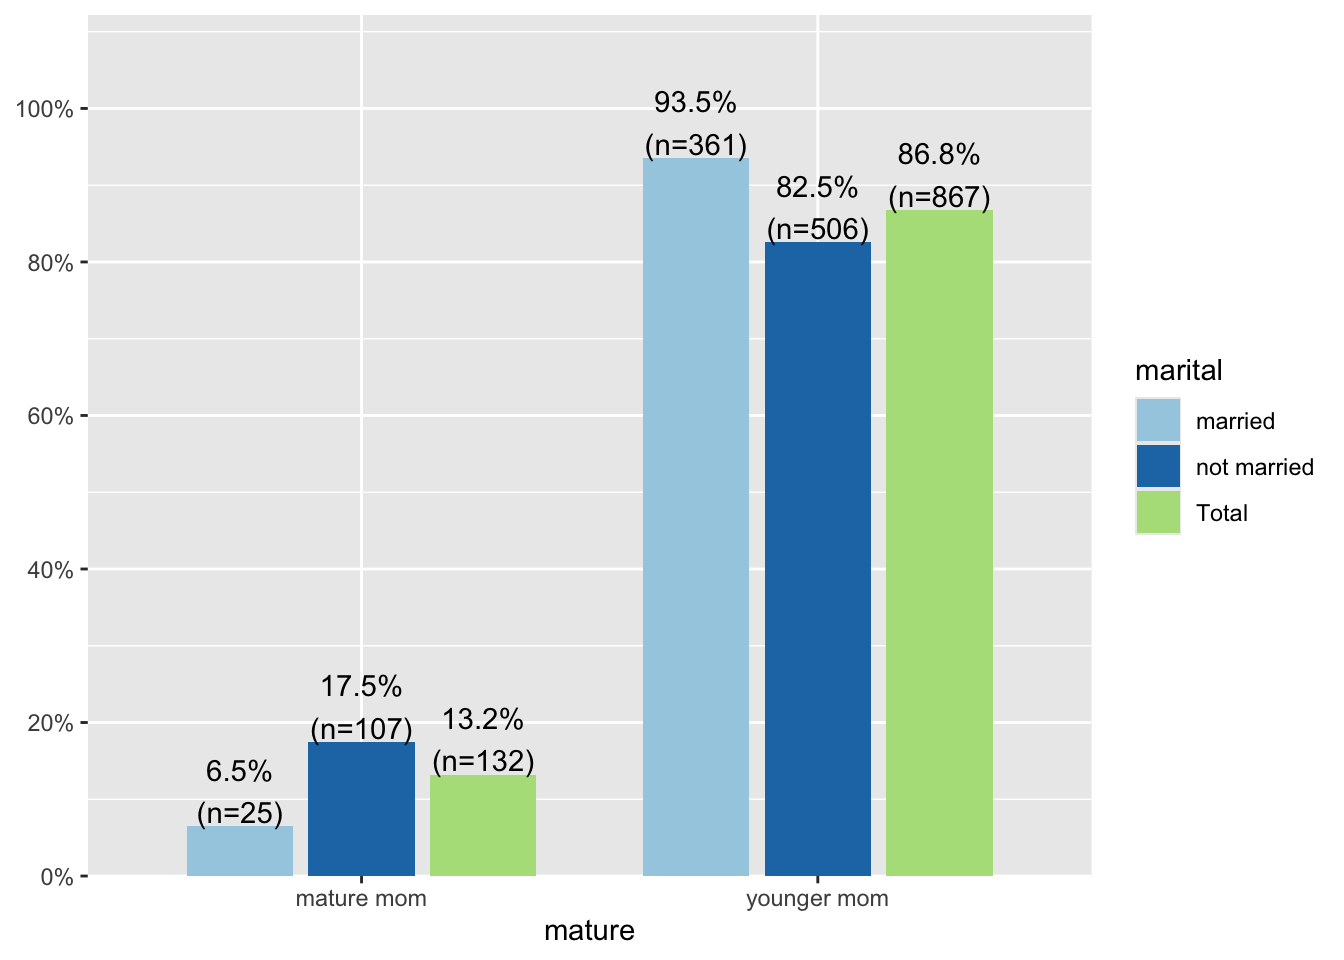 100%
80%
60%
40%
20%
0%
6.5%
(n=25)
17.5%
(n=107)
13.2%
(n=132)
93.5%
(n=361)
82.5%
(n=506)
86.8%
(n=867)
mature mom
younger mom
mature
marital
married
not married
Total